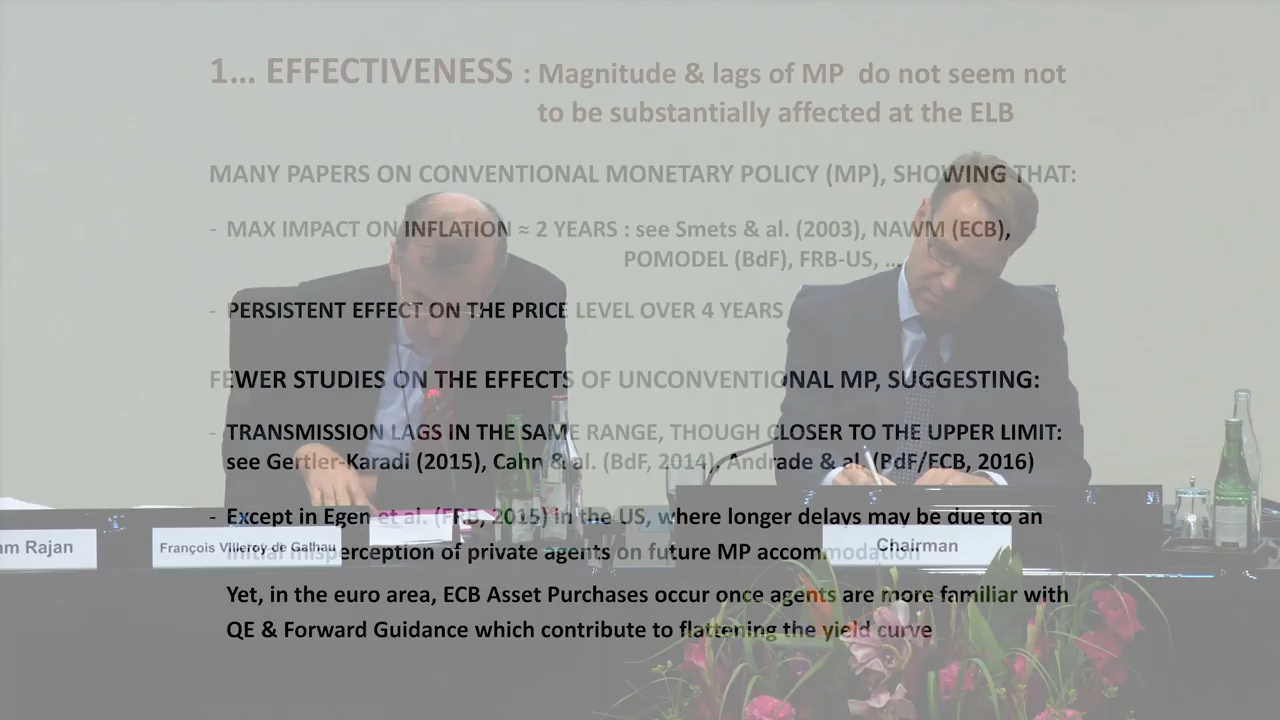 1... EFFECTIVENESS : Magnitude & lags of MP do not seem not
to be substantially affected at the ELB
MANY PAPERS ON CONVENTIONAL MONETARY POLICY (MP), SHOWING THAT:
- MAX IMPACT ON INFLATION ≈ 2 YEARS : see Smets & al. (2003), NAWM (ECB),
POMODEL (BdF), FRB-US, ...
- PERSISTENT EFFECT ON THE PRICE LEVEL OVER 4 YEARS
FEWER STUDIES ON THE EFFECTS OF UNCONVENTIONAL MP, SUGGESTING:
- TRANSMISSION LAGS IN THE SAME RANGE, THOUGH CLOSER TO THE UPPER LIMIT:
see Gertler-Karadi (2015), Cahn & al. (BdF, 2014), Andrade & al. (BdF/ECB, 2016)
- Except in Egen et al. (FRB, 2015) in the US, where longer delays may be due to an
initial misperception of private agents on future MP accommodation
Yet, in the euro area, ECB Asset Purchases occur once agents are more familiar with
QE & Forward Guidance which contribute to flattening the yield curve
am Rajan
François Villeroy de Galhau
Chairman